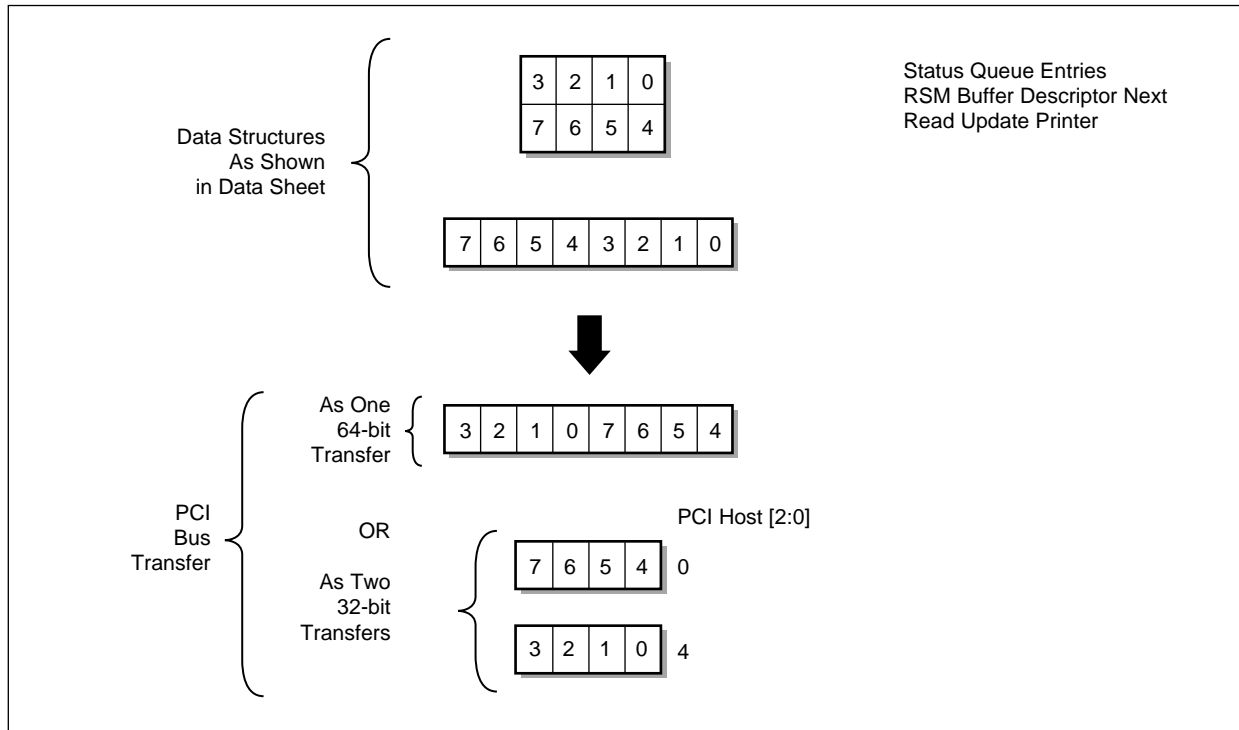 Data Structures
As Shown
in Data Sheet
3 2 1 0
7 6 5 4
Status Queue Entries
RSM Buffer Descriptor Next
Read Update Printer
7 6 5 4 3 2 1 0
PCI
Bus
Transfer
As One
64-bit
Transfer
3 2 1 0 7 6 5 4
OR
PCI Host [2:0]
As Two
32-bit
Transfers
7 6 5 4 0
3 2 1 0 4